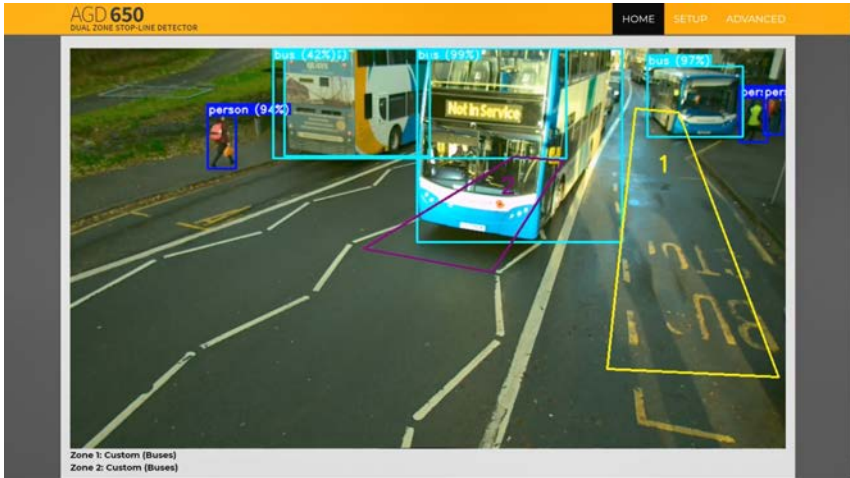 AGD 650
DUAL ZONE STOP-LINE DETECTOR
HOME SETUP ADVANCED
bus (42%)
bus (99%)
bus (97%)
person (94%)
Not In Service
1
2
BUS
Zone 1: Custom (Buses)
Zone 2: Custom (Buses)